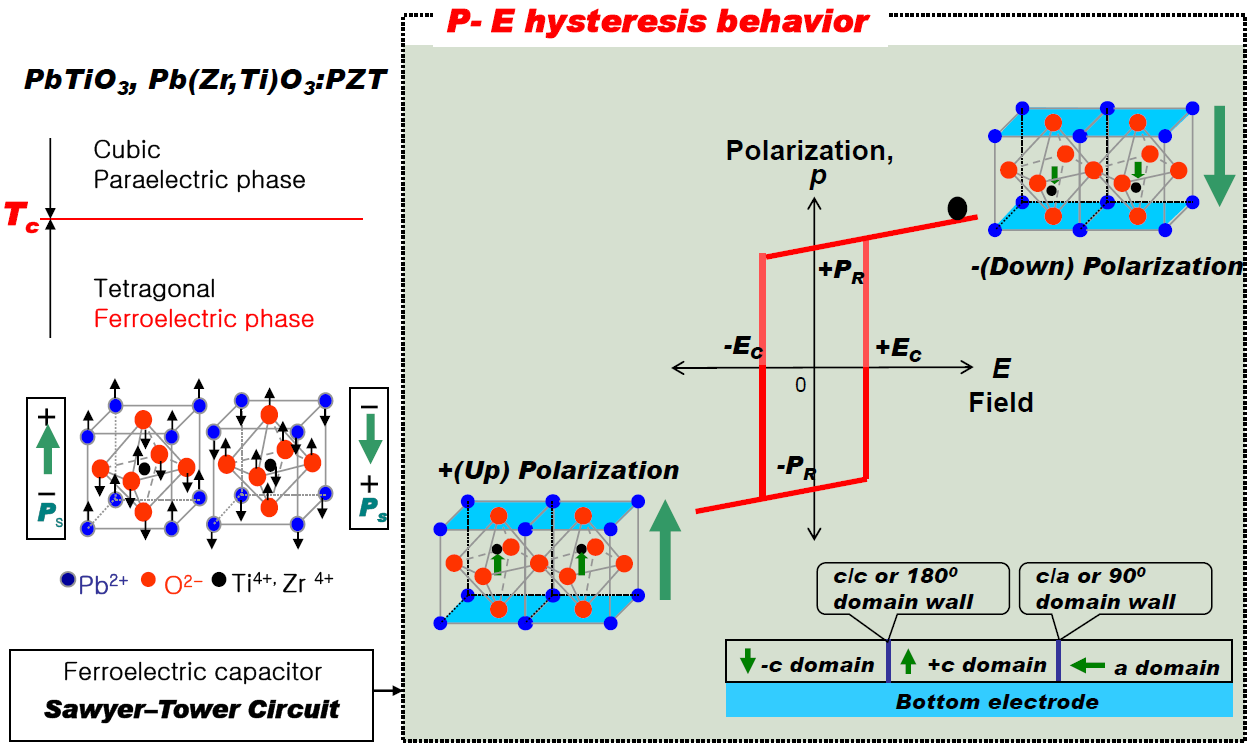 P- E hysteresis behavior
PbTiO3, Pb(Zr,Ti)O3:PZT
Cubic
Paraelectric phase
Tc
Tetragonal
Ferroelectric phase
+
−
Ps
−
+
Ps
Pb2+
O2−
Ti4+, Zr 4+
Ferroelectric capacitor
Sawyer–Tower Circuit
Polarization,
p
-(Down) Polarization
+PR
-EC
+EC
0
E
Field
-PR
+(Up) Polarization
c/c or 180⁰
domain wall
c/a or 90⁰
domain wall
-c domain
+c domain
a domain
Bottom electrode